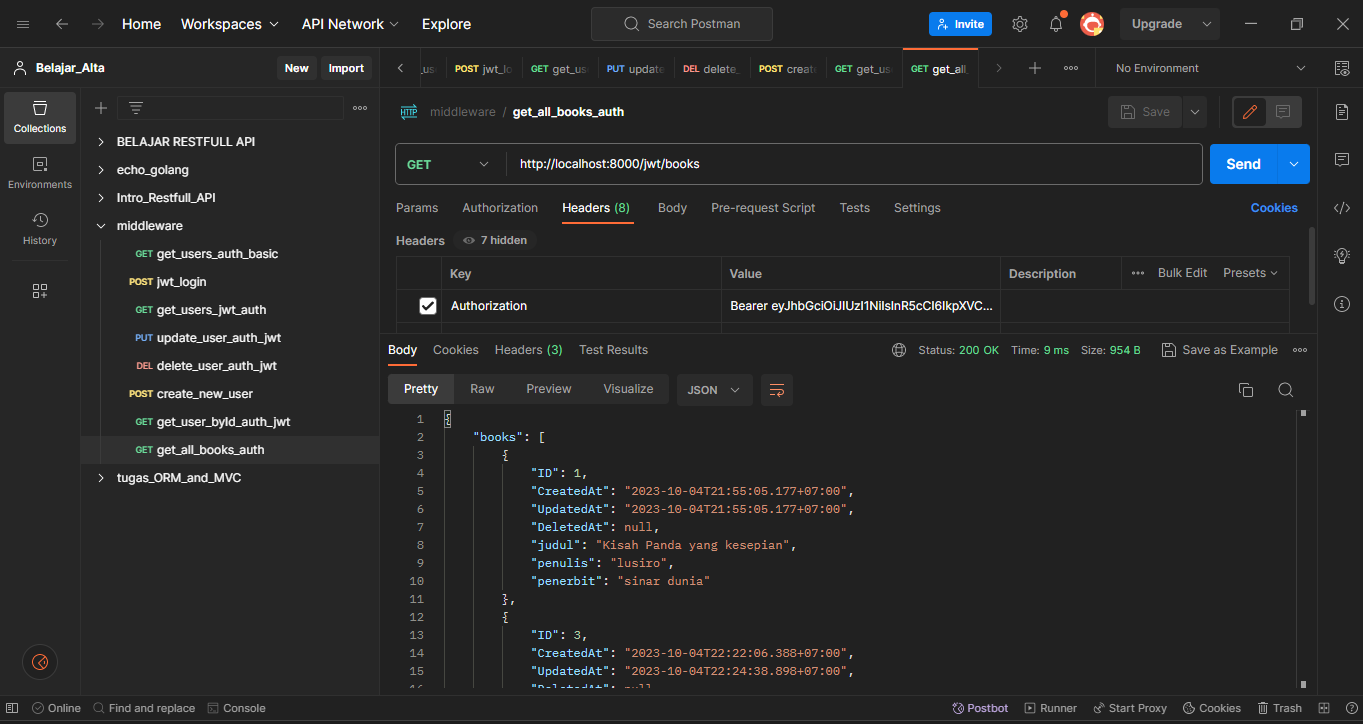 Home Workspaces API Network Explore Search Postman Invite Upgrade
Belajar_Alta New Import
POST jwt_lo GET get_us PUT update DEL delete_ POST creat GET get_us GET get_all_ No Environment
Collections
Environments
History
BELAJAR RESTFULL API
echo_golang
Intro_Restfull_API
middleware
GET get_users_auth_basic
POST jwt_login
GET get_users_jwt_auth
PUT update_user_auth_jwt
DEL delete_user_auth_jwt
POST create_new_user
GET get_user_byId_auth_jwt
GET get_all_books_auth
tugas_ORM_and_MVC
HTTP middleware / get_all_books_auth Save
GET http://localhost:8000/jwt/books Send
Params Authorization Headers (8) Body Pre-request Script Tests Settings Cookies
Headers 7 hidden
Key Value Description Bulk Edit Presets
Authorization Bearer eyJhbGciOiJIUzI1NiIsInR5cCI6IkpXVC...
Body Cookies Headers (3) Test Results Status: 200 OK Time: 9 ms Size: 954 B Save as Example
Pretty Raw Preview Visualize JSON
1 {
2 "books": [
3 {
4 "ID": 1,
5 "CreatedAt": "2023-10-04T21:55:05.177+07:00",
6 "UpdatedAt": "2023-10-04T21:55:05.177+07:00",
7 "DeletedAt": null,
8 "judul": "Kisah Panda yang kesepian",
9 "penulis": "lusiro",
10 "penerbit": "sinar dunia"
11 },
12 {
13 "ID": 3,
14 "CreatedAt": "2023-10-04T22:22:06.388+07:00",
15 "UpdatedAt": "2023-10-04T22:24:38.898+07:00",
16 "DeletedAt": null
Online Find and replace Console Postbot Runner Start Proxy Cookies Trash